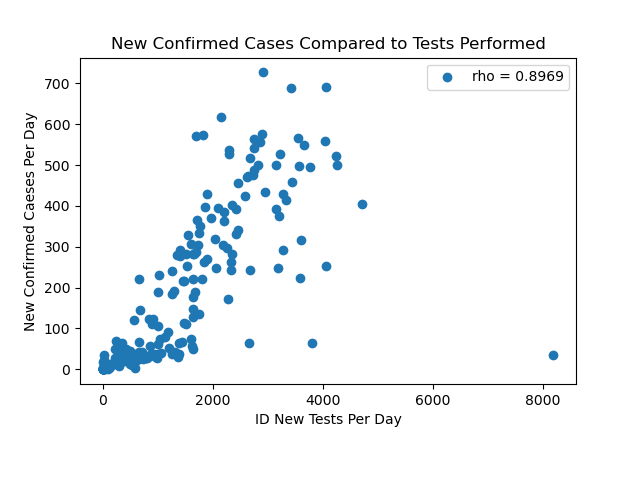 New Confirmed Cases Compared to Tests Performed
rho = 0.8969
New Confirmed Caeses Per Day
700
600
500
400
300
200
100
0
0 2000 4000 6000 8000
ID New Tests Per Day